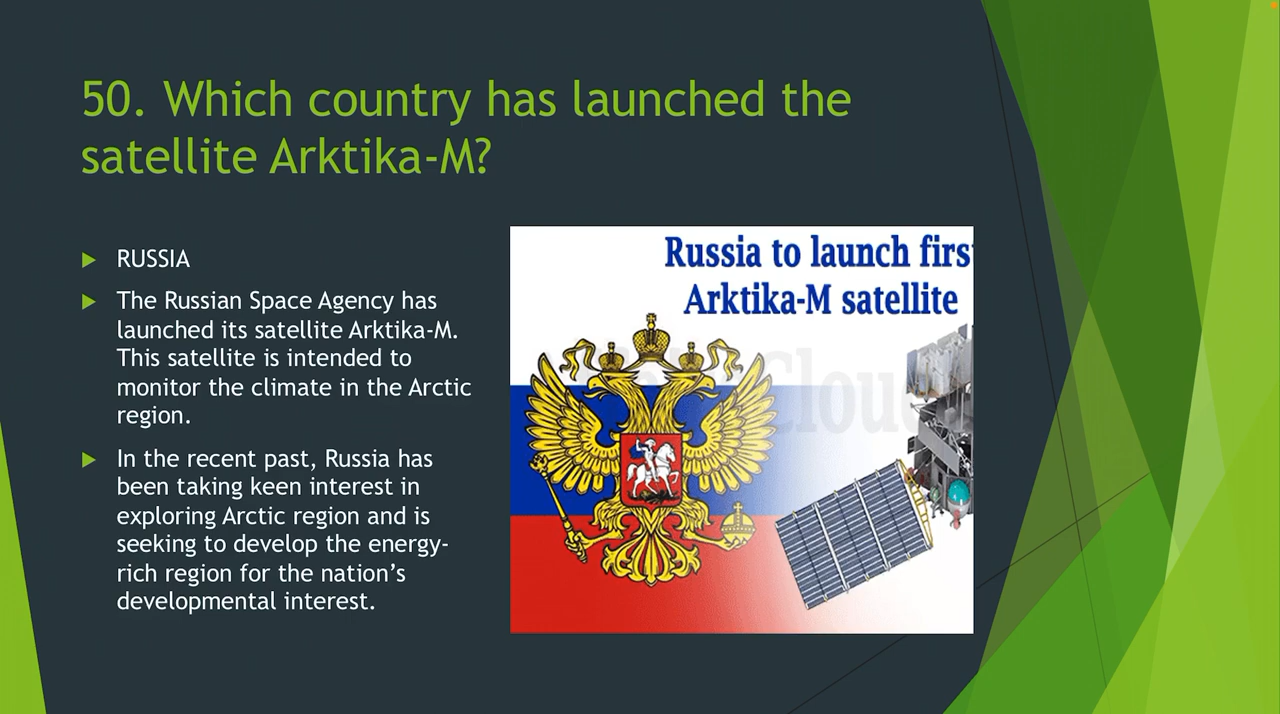 50. Which country has launched the
satellite Arktika-M?
RUSSIA
The Russian Space Agency has
launched its satellite Arktika-M.
This satellite is intended to
monitor the climate in the Arctic
region.
In the recent past, Russia has
been taking keen interest in
exploring Arctic region and is
seeking to develop the energy-
rich region for the nation's
developmental interest.
Russia to launch firs
Arktika-M satellite